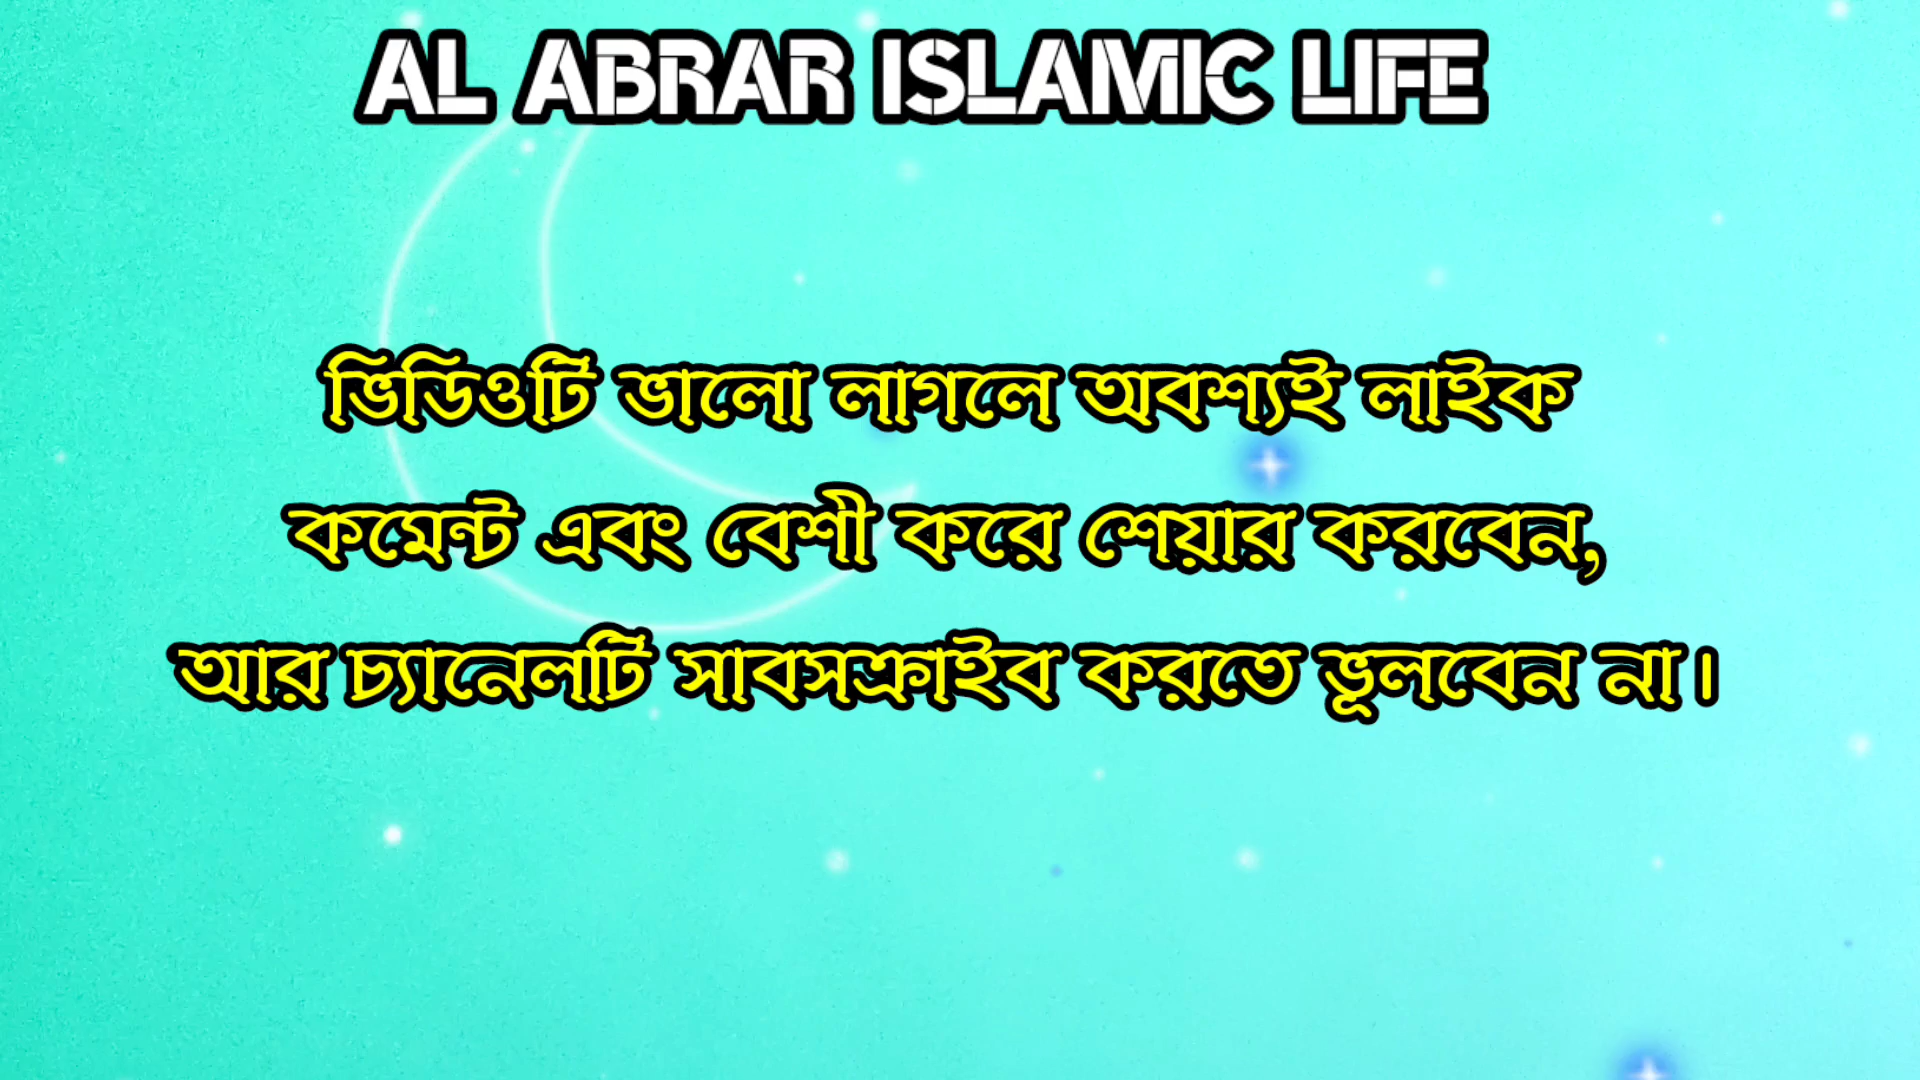 AL ABRAR ISLAMIC LIFE
ভিডিওটি ভালো লাগলে অবশ্যই লাইক
কমেন্ট এবং বেশী করে শেয়ার করবেন,
আর চ্যানেলটি সাবসক্রাইব করতে ভূলবেন না।